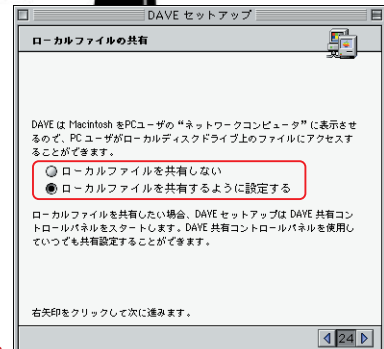 DAVE セットアップ
ローカルファイルの共有
DAVE は Macintosh をPCユーザの“ネットワークコンピュータ”に表示させ
るので、PC ユーザがローカルディスクドライブ上のファイルにアクセスす
ることができます。
ローカルファイルを共有しない
ローカルファイルを共有するように設定する
ローカルファイルを共有したい場合、DAVE セットアップは DAVE 共有コン
トロールパネルをスタートします。DAVE 共有コントロールパネルを使用し
ていつでも共有設定することができます。
右矢印をクリックして次に進みます。
24